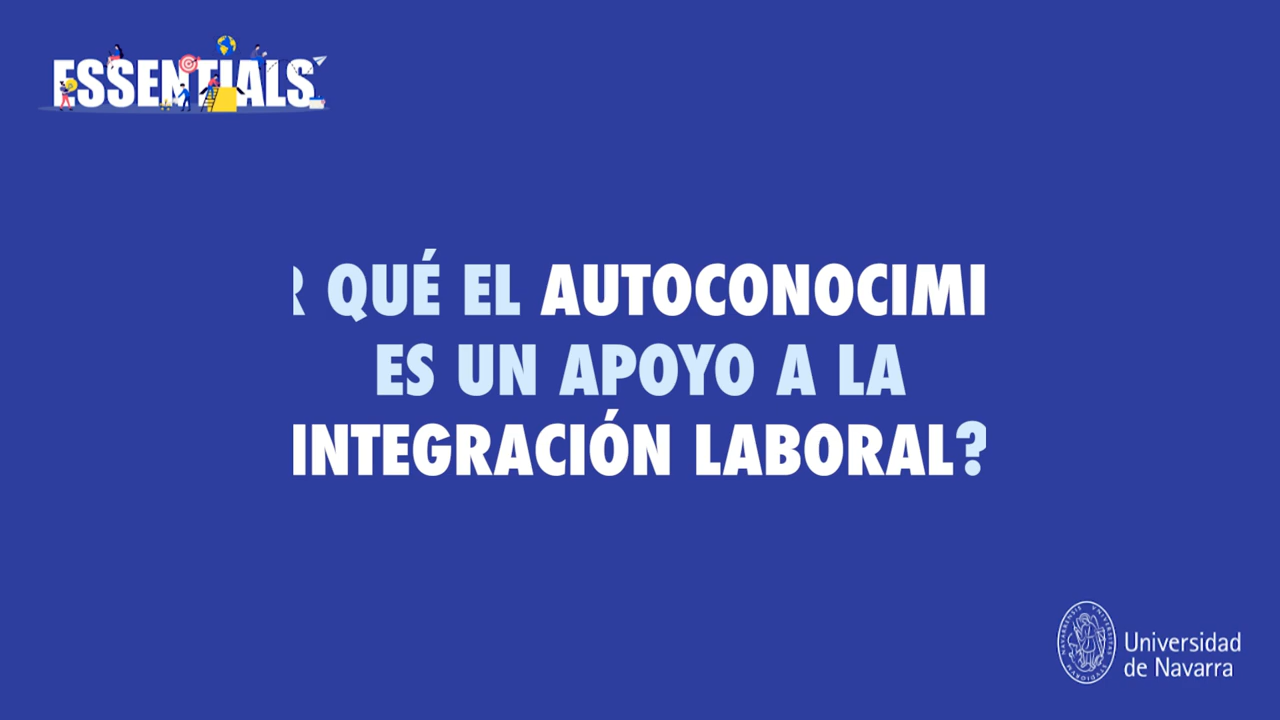 ESSENTIALS
R QUÉ EL AUTOCONOCIMI
ES UN APOYO A LA
INTEGRACIÓN LABORAL?
Universidad
de Navarra